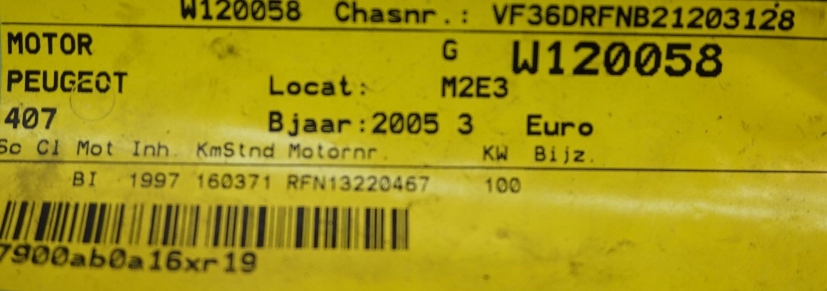 W120058 Chasnr.: VF36DRFNB21203128
MOTOR G W120058
PEUGEOT Locat: M2E3
407 Bjaar:2005 3 Euro
So Cl Mot Inh. KmStnd Motornr. KW Bijz.
BI 1997 160371 RFN13220467 100
7900ab0a16xr19